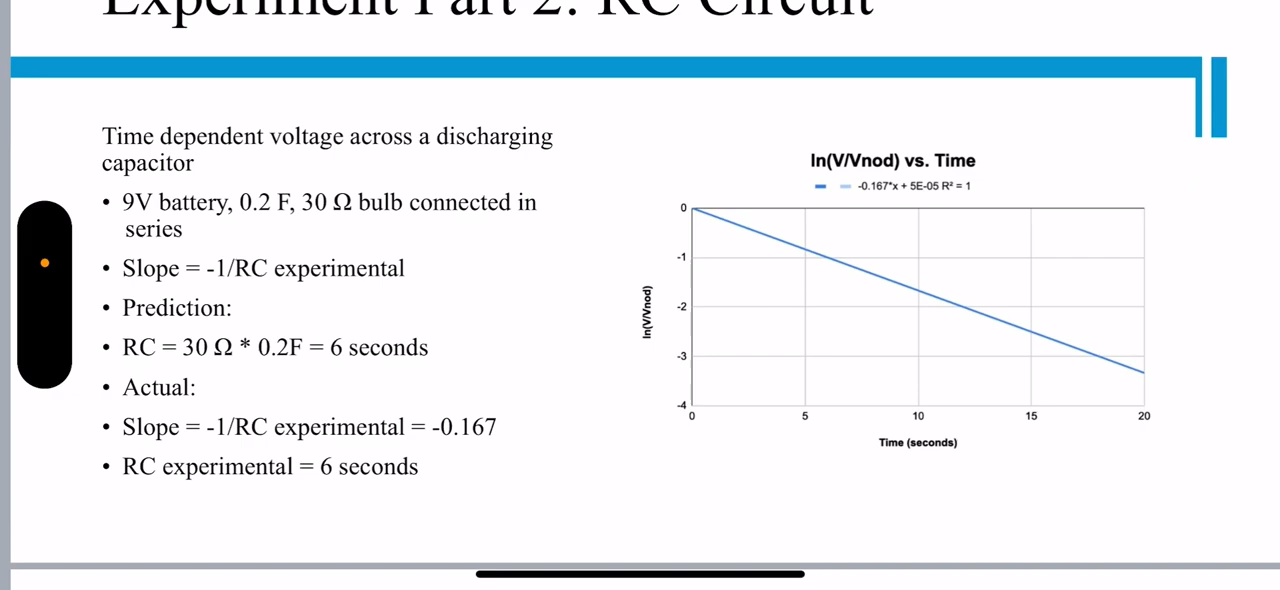 Experiment Part 2: RC Circuit
Time dependent voltage across a discharging
capacitor
• 9V battery, 0.2 F, 30 Ω bulb connected in
series
• Slope = -1/RC experimental
• Prediction:
• RC = 30 Ω * 0.2F = 6 seconds
• Actual:
• Slope = -1/RC experimental = -0.167
• RC experimental = 6 seconds
ln(V/Vnod) vs. Time
-0.167*x + 5E-05 R² = 1
ln(V/Vnod)
0
-1
-2
-3
-4
0 5 10 15 20
Time (seconds)